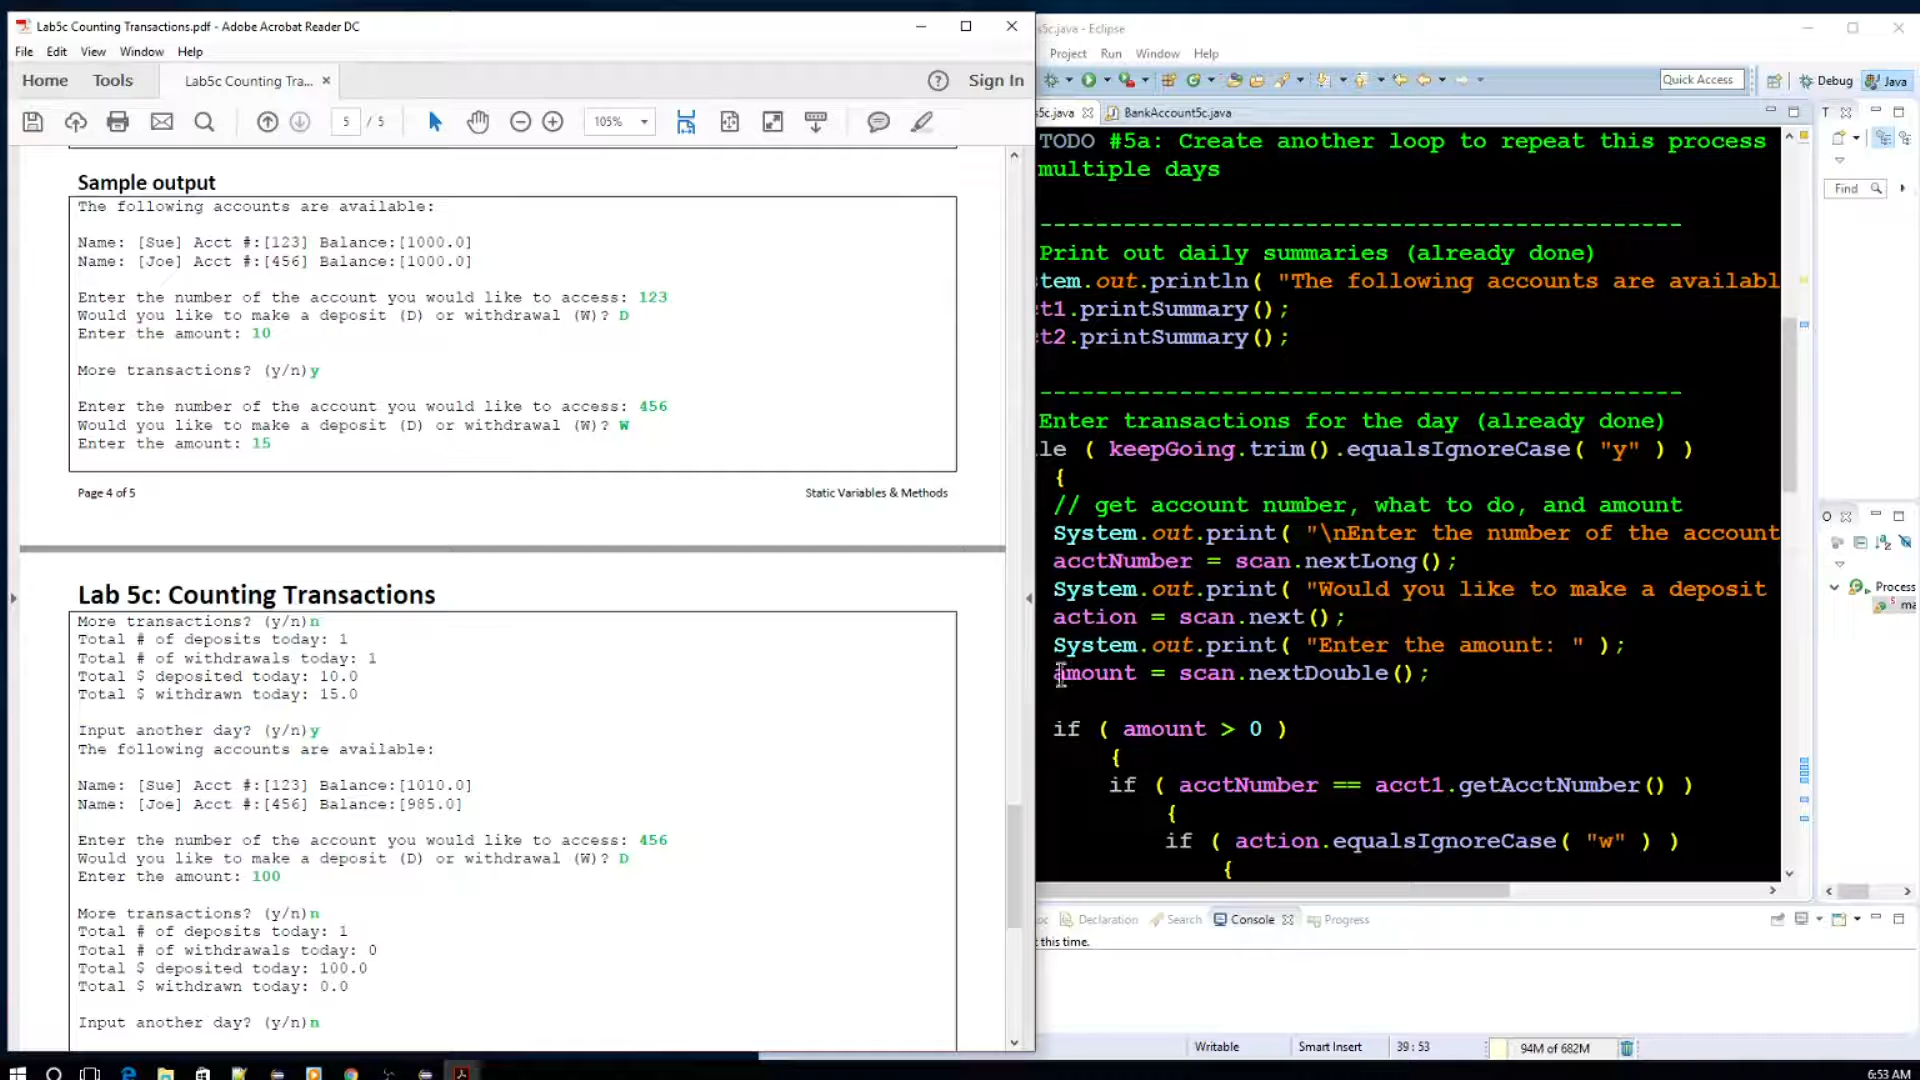 Lab5c Counting Transactions.pdf - Adobe Acrobat Reader DC
File Edit View Window Help
Home Tools Lab5c Counting Tra... × Sign In
5 / 5 105%
Sample output
The following accounts are available:
Name: [Sue] Acct #:[123] Balance:[1000.0]
Name: [Joe] Acct #:[456] Balance:[1000.0]
Enter the number of the account you would like to access: 123
Would you like to make a deposit (D) or withdrawal (W)? D
Enter the amount: 10
More transactions? (y/n)y
Enter the number of the account you would like to access: 456
Would you like to make a deposit (D) or withdrawal (W)? W
Enter the amount: 15
Page 4 of 5 Static Variables & Methods
Lab 5c: Counting Transactions
More transactions? (y/n)n
Total # of deposits today: 1
Total # of withdrawals today: 1
Total $ deposited today: 10.0
Total $ withdrawn today: 15.0
Input another day? (y/n)y
The following accounts are available:
Name: [Sue] Acct #:[123] Balance:[1010.0]
Name: [Joe] Acct #:[456] Balance:[985.0]
Enter the number of the account you would like to access: 456
Would you like to make a deposit (D) or withdrawal (W)? D
Enter the amount: 100
More transactions? (y/n)n
Total # of deposits today: 1
Total # of withdrawals today: 0
Total $ deposited today: 100.0
Total $ withdrawn today: 0.0
Input another day? (y/n)n
s5c.java - Eclipse
Project Run Window Help
Quick Access Debug Java
s5c.java BankAccount5c.java
TODO #5a: Create another loop to repeat this process
multiple days
---------------------------------------------
Print out daily summaries (already done)
tem.out.println( "The following accounts are availabl
ct1.printSummary();
ct2.printSummary();
---------------------------------------------
Enter transactions for the day (already done)
le ( keepGoing.trim().equalsIgnoreCase( "y" ) )
{
// get account number, what to do, and amount
System.out.print( "\nEnter the number of the account
acctNumber = scan.nextLong();
System.out.print( "Would you like to make a deposit
action = scan.next();
System.out.print( "Enter the amount: " );
amount = scan.nextDouble();
if ( amount > 0 )
{
if ( acctNumber == acct1.getAcctNumber() )
{
if ( action.equalsIgnoreCase( "w" ) )
{
T
Find
O
Process
ma
oc Declaration Search Console Progress
t this time.
Writable Smart Insert 39 : 53 94M of 682M
6:53 AM